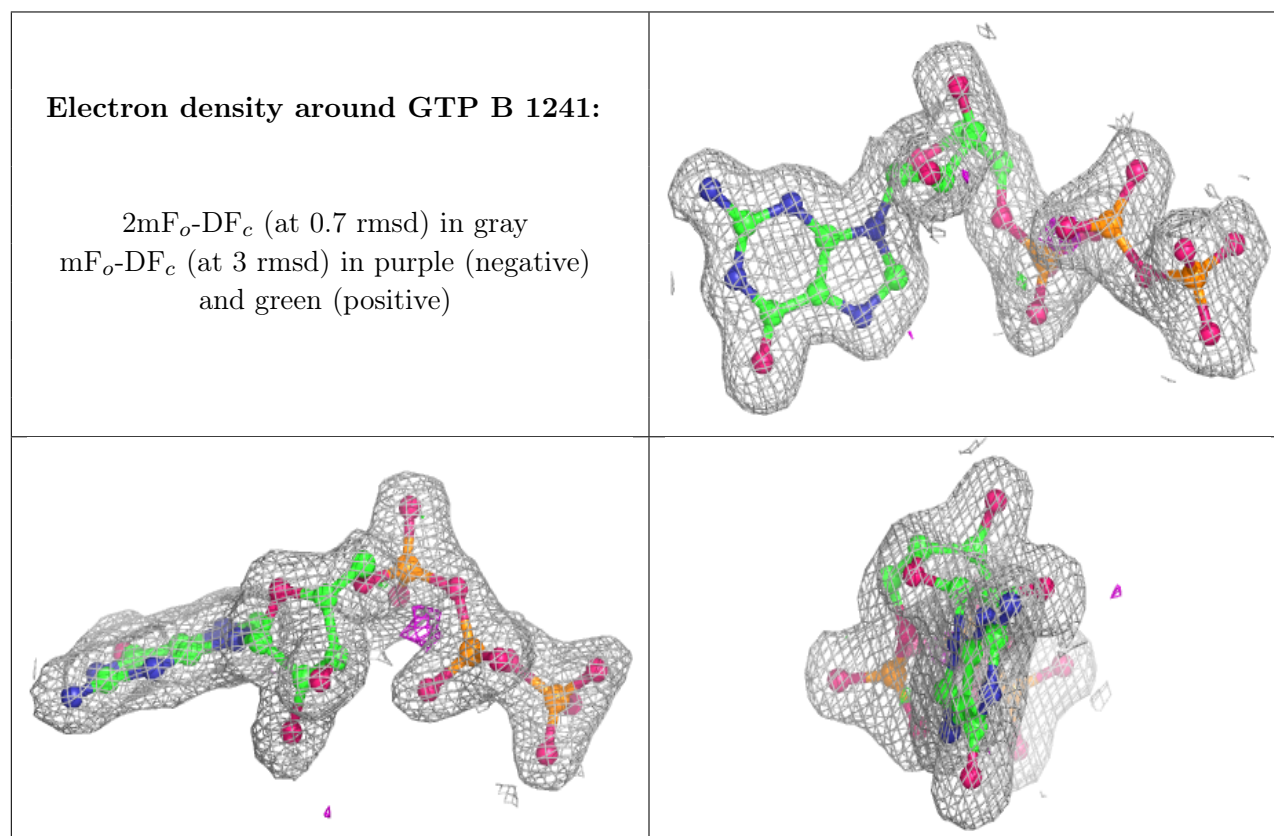 Electron density around GTP B 1241:
2mFₒ-DF𝒸 (at 0.7 rmsd) in gray
mFₒ-DF𝒸 (at 3 rmsd) in purple (negative)
and green (positive)